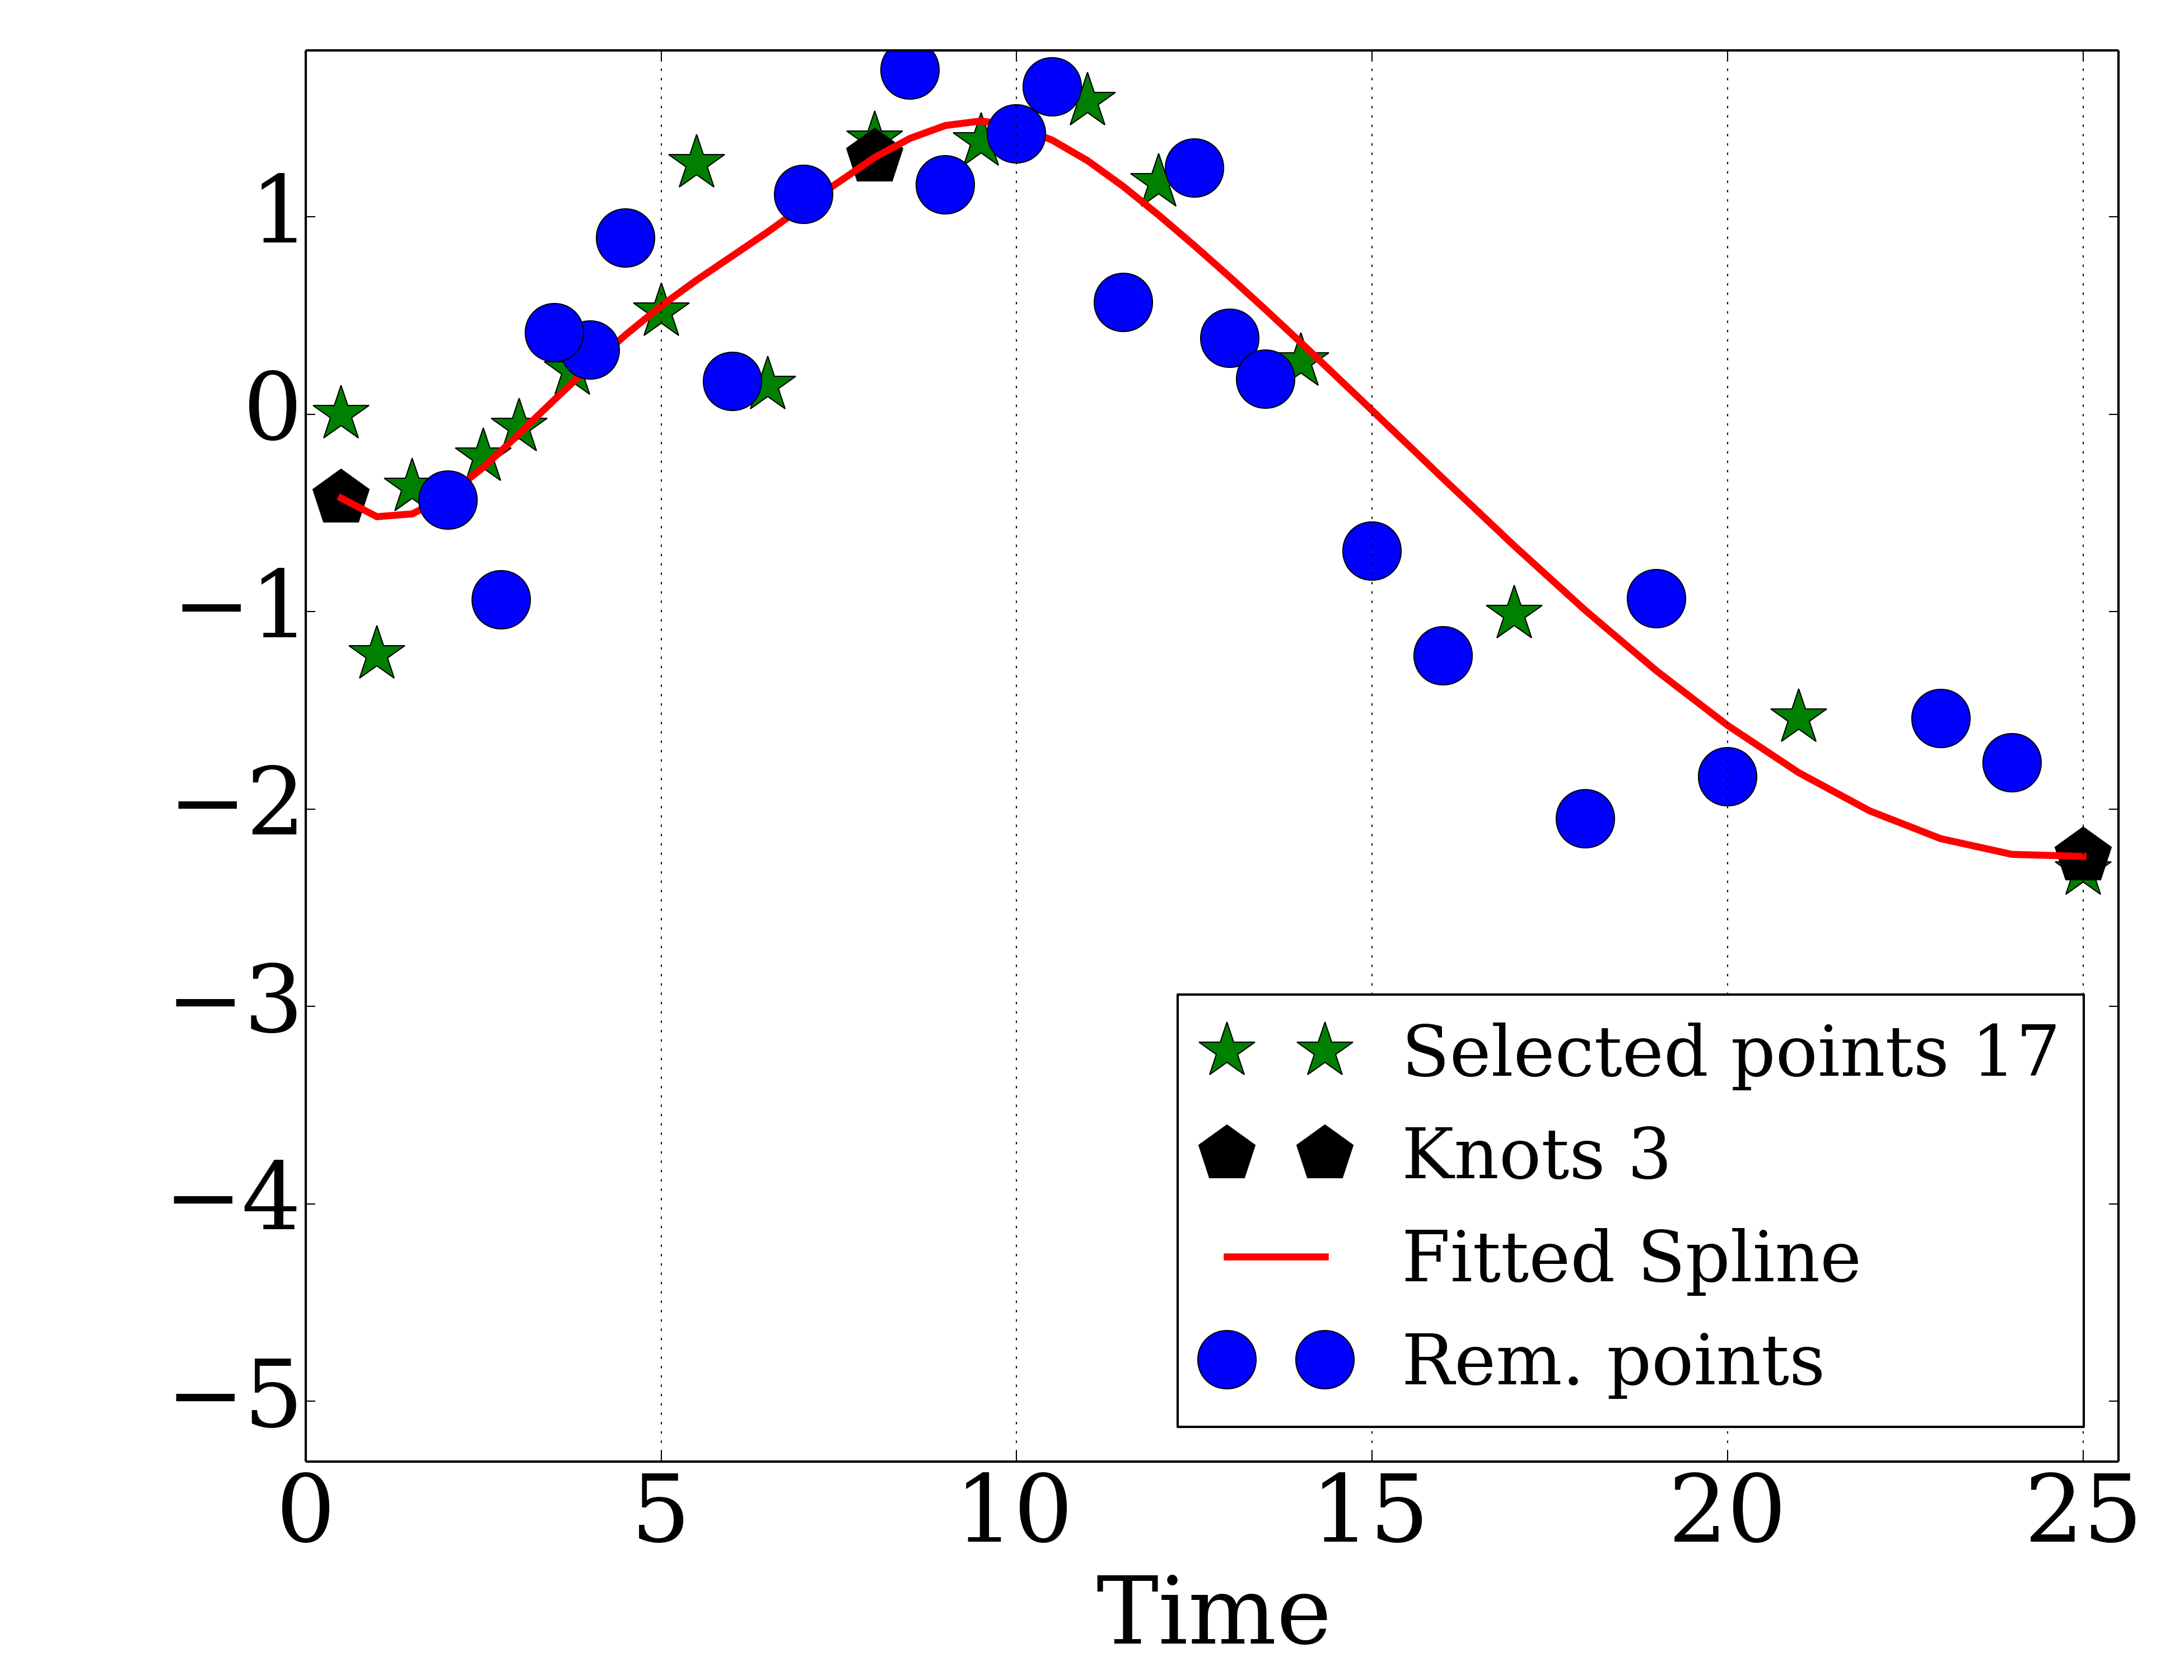 1
0
−1
−2
−3
−4
−5
Selected points 17
Knots 3
Fitted Spline
Rem. points
0 5 10 15 20 25
Time